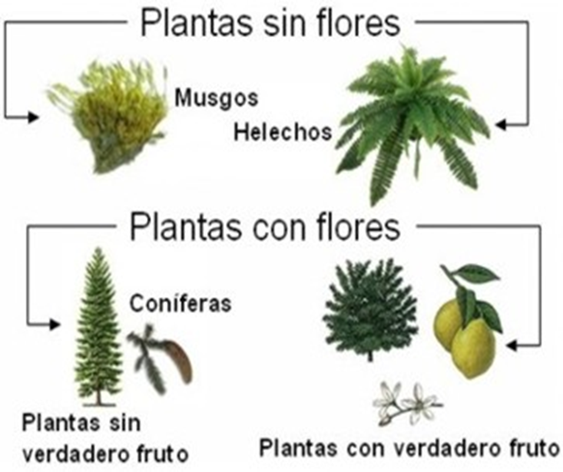 Plantas sin flores
Musgos
Helechos
Plantas con flores
Coníferas
Plantas sin
verdadero fruto
Plantas con verdadero fruto